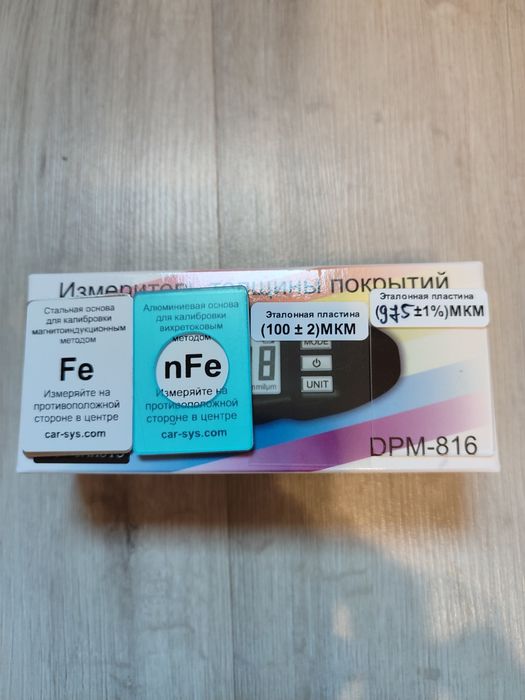 Измеритель толщины покрытий
Стальная основа
для калибровки
магнитоиндукционным
методом
Fe
Измеряйте на
противоположной
стороне в центре
car-sys.com
Алюминиевая основа
для калибровки
вихретоковым
методом
nFe
Измеряйте на
противоположной
стороне в центре
car-sys.com
Эталонная пластина
(100 ± 2)МКМ
Эталонная пластина
(975±1%)МКМ
MODE
UNIT
DPM-816